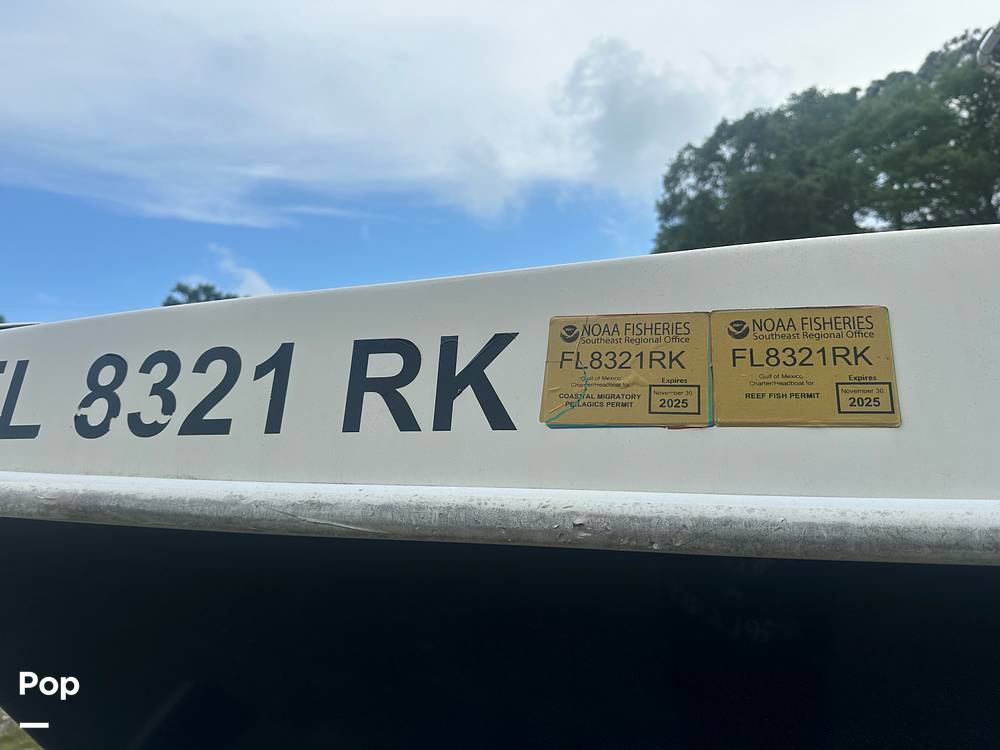 FL 8321 RK
NOAA FISHERIES
Southeast Regional Office
FL8321RK
Gulf of Mexico
Charter/Headboat for
COASTAL MIGRATORY
PELAGICS PERMIT
Expires
November 30
2025
NOAA FISHERIES
Southeast Regional Office
FL8321RK
Gulf of Mexico
Charter/Headboat for
REEF FISH PERMIT
Expires
November 30
2025
Pop